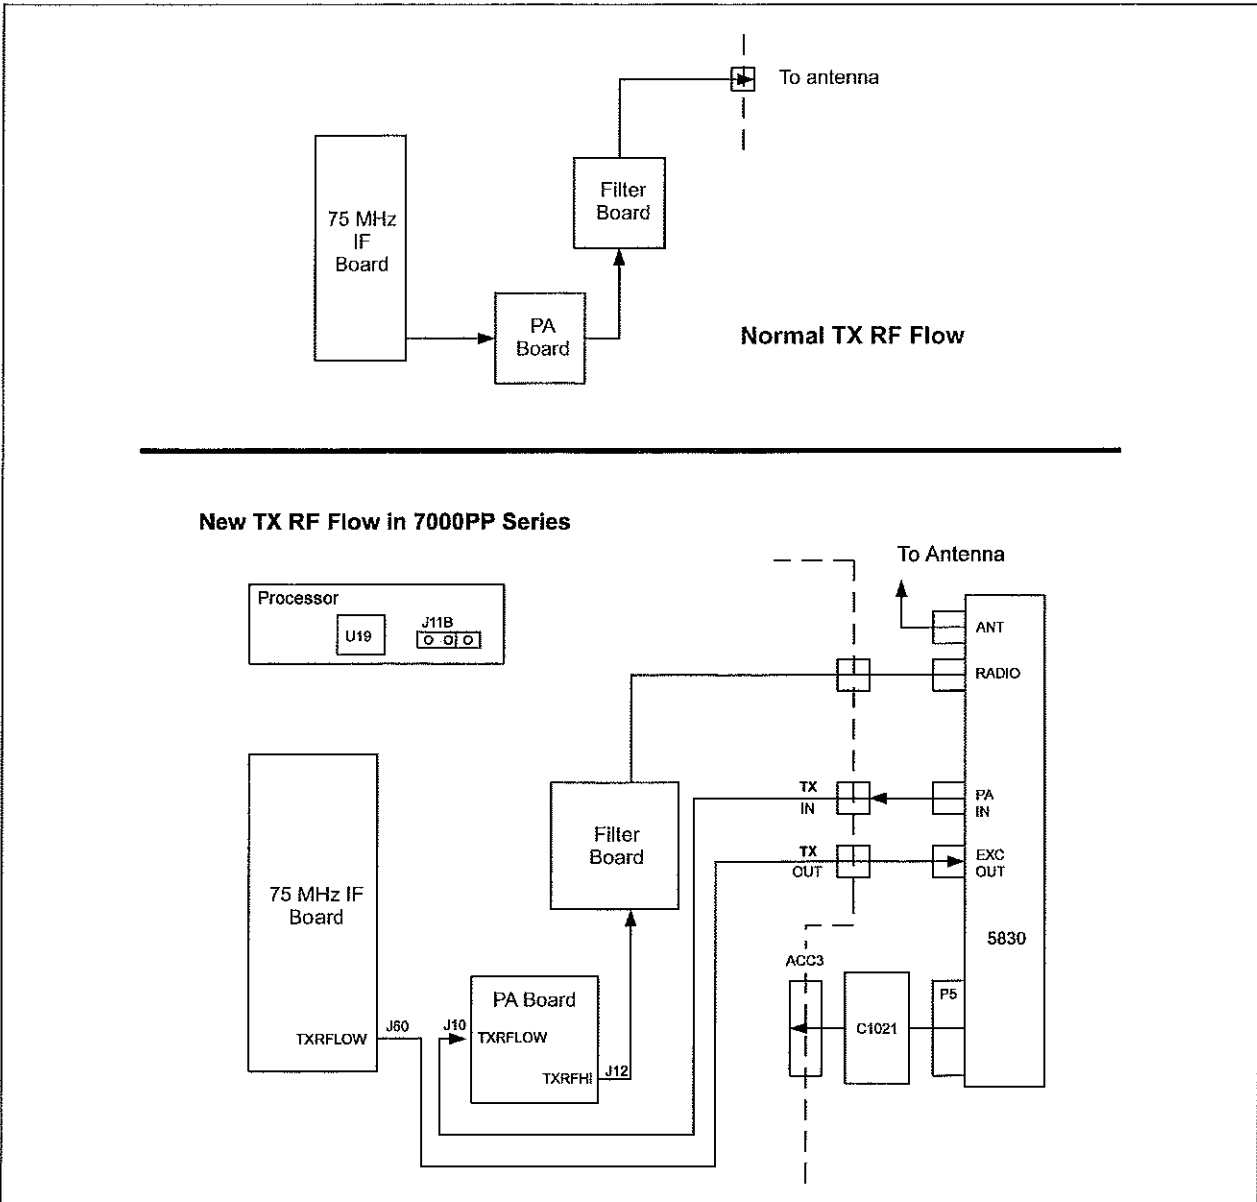 To antenna
Filter
Board
75 MHz
IF
Board
PA
Board
Normal TX RF Flow
New TX RF Flow in 7000PP Series
To Antenna
Processor
U19
J11B
ANT
RADIO
TX
IN
PA
IN
Filter
Board
TX
OUT
EXC
OUT
75 MHz IF
Board
5830
ACC3
PA Board
P5
C1021
TXRFLOW
J60
J10
TXRFLOW
TXRFHI
J12